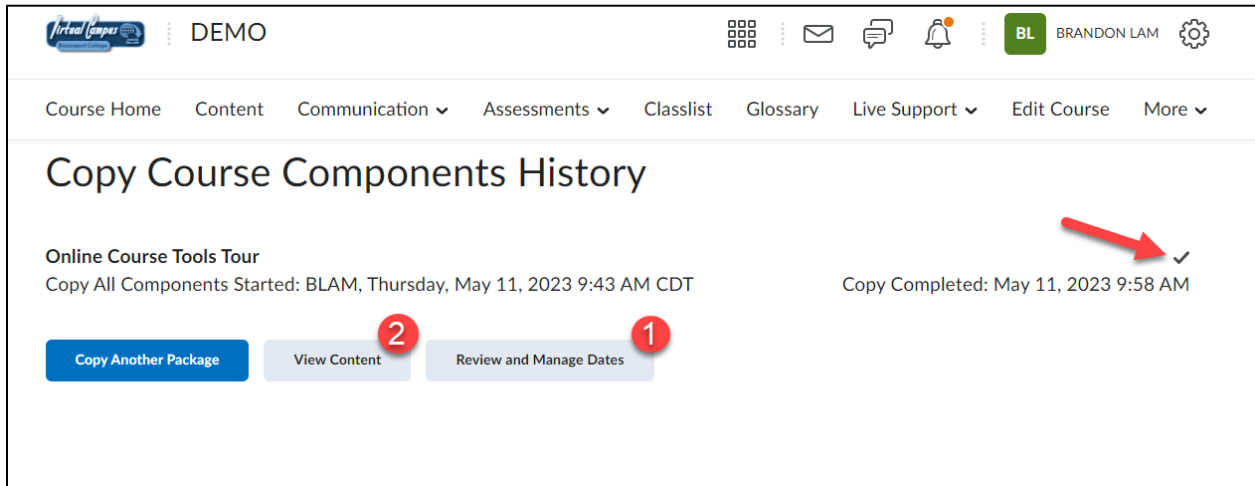 Virtual Campus
Brazosport College
DEMO
BL
BRANDON LAM
Course Home Content Communication Assessments Classlist Glossary Live Support Edit Course More
Copy Course Components History
Online Course Tools Tour
Copy All Components Started: BLAM, Thursday, May 11, 2023 9:43 AM CDT Copy Completed: May 11, 2023 9:58 AM
2 1
Copy Another Package View Content Review and Manage Dates